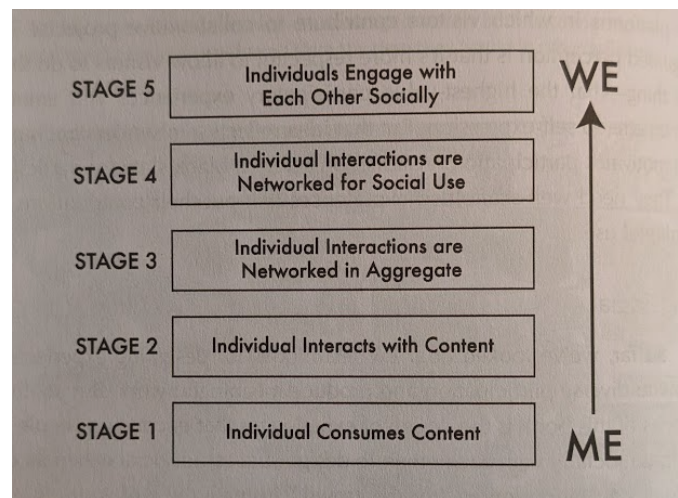 WE
STAGE 5
Individuals Engage with
Each Other Socially
STAGE 4
Individual Interactions are
Networked for Social Use
STAGE 3
Individual Interactions are
Networked in Aggregate
STAGE 2
Individual Interacts with Content
STAGE 1
Individual Consumes Content
ME